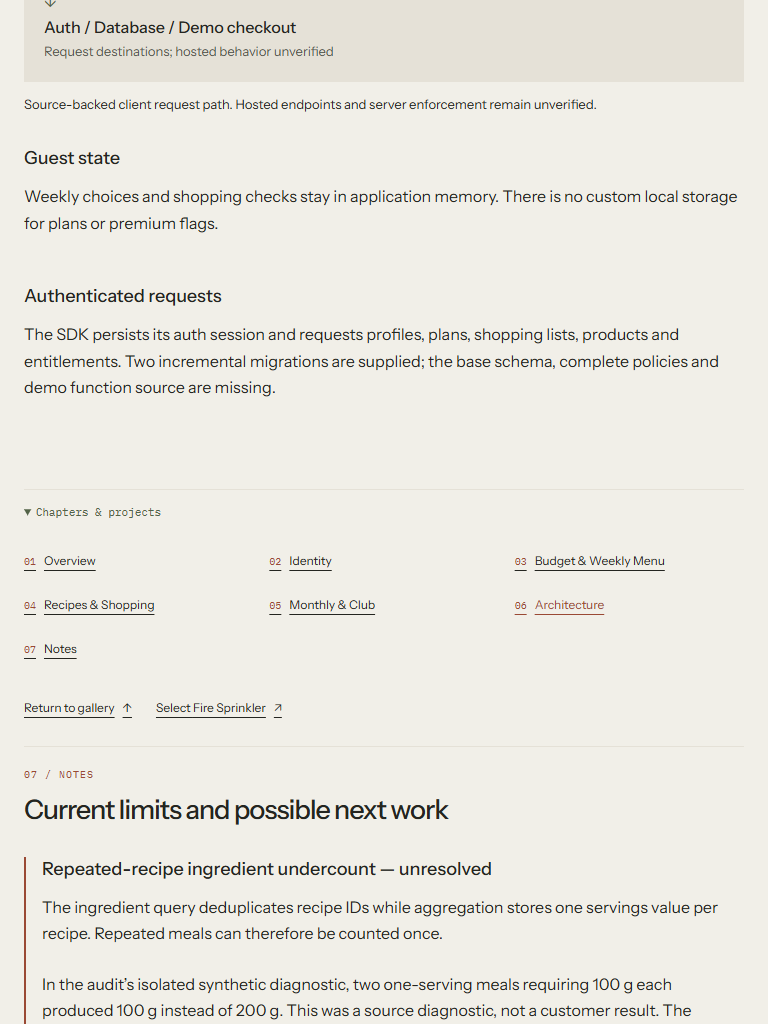 Auth / Database / Demo checkout
Request destinations; hosted behavior unverified
Source-backed client request path. Hosted endpoints and server enforcement remain unverified.
Guest state
Weekly choices and shopping checks stay in application memory. There is no custom local storage
for plans or premium flags.
Authenticated requests
The SDK persists its auth session and requests profiles, plans, shopping lists, products and
entitlements. Two incremental migrations are supplied; the base schema, complete policies and
demo function source are missing.
▼ Chapters & projects
01 Overview
02 Identity
03 Budget & Weekly Menu
04 Recipes & Shopping
05 Monthly & Club
06 Architecture
07 Notes
Return to gallery ↑
Select Fire Sprinkler ↗
07 / NOTES
Current limits and possible next work
Repeated-recipe ingredient undercount — unresolved
The ingredient query deduplicates recipe IDs while aggregation stores one servings value per
recipe. Repeated meals can therefore be counted once.
In the audit's isolated synthetic diagnostic, two one-serving meals requiring 100 g each
produced 100 g instead of 200 g. This was a source diagnostic, not a customer result. The